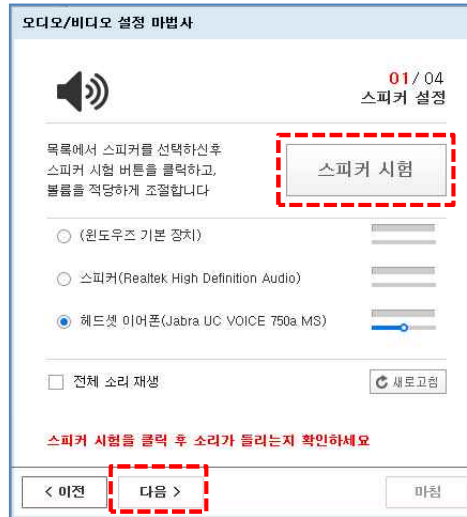 오디오/비디오 설정 마법사
01/ 04
스피커 설정
목록에서 스피커를 선택하신후
스피커 시험 버튼을 클릭하고,
볼륨을 적당하게 조절합니다
스피커 시험
(윈도우즈 기본 장치)
스피커(Realtek High Definition Audio)
헤드셋 이어폰(Jabra UC VOICE 750a MS)
전체 소리 재생
새로고침
스피커 시험을 클릭 후 소리가 들리는지 확인하세요
< 이전
다음 >
마침